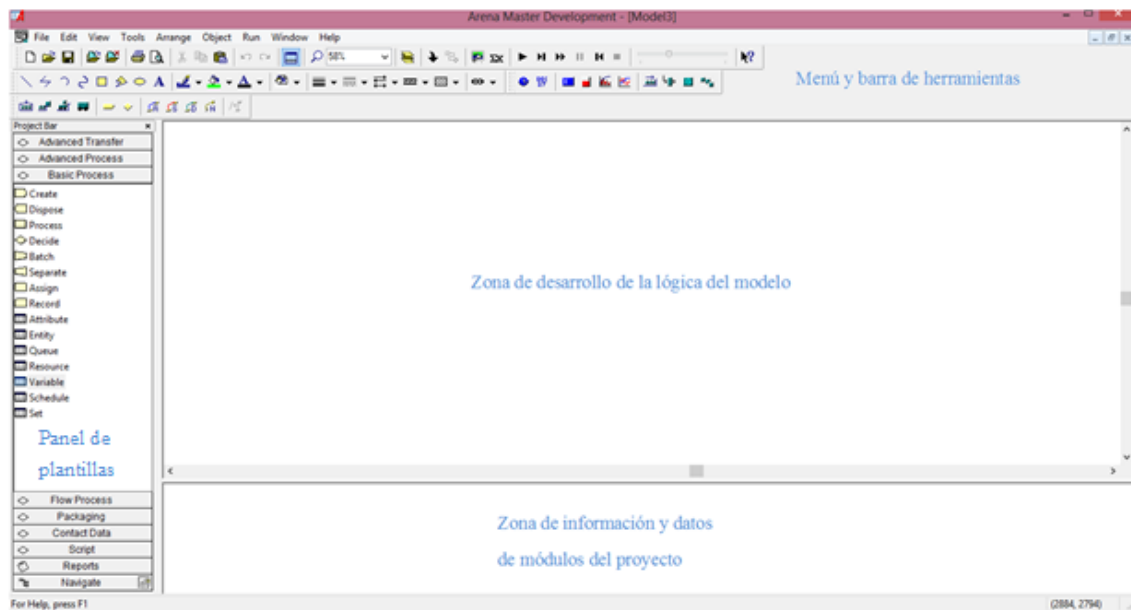 Arena Master Development - [Model3]
File Edit View Tools Arrange Object Run Window Help
58%
Menú y barra de herramientas
Project Bar
Advanced Transfer
Advanced Process
Basic Process
Create
Dispose
Process
Decide
Batch
Separate
Assign
Record
Attribute
Entity
Queue
Resource
Variable
Schedule
Set
Panel de
plantillas
Flow Process
Packaging
Contact Data
Script
Reports
Navigate
Zona de desarrollo de la lógica del modelo
Zona de información y datos
de módulos del proyecto
For Help, press F1
(2884, 2794)